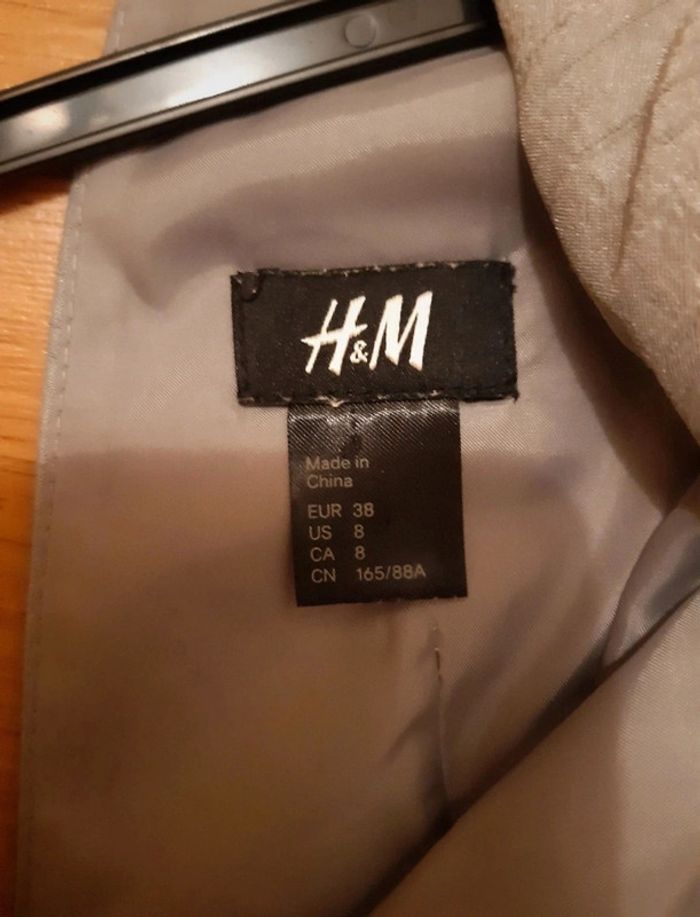 H&M
Made in
China
EUR 38
US 8
CA 8
CN 165/88A